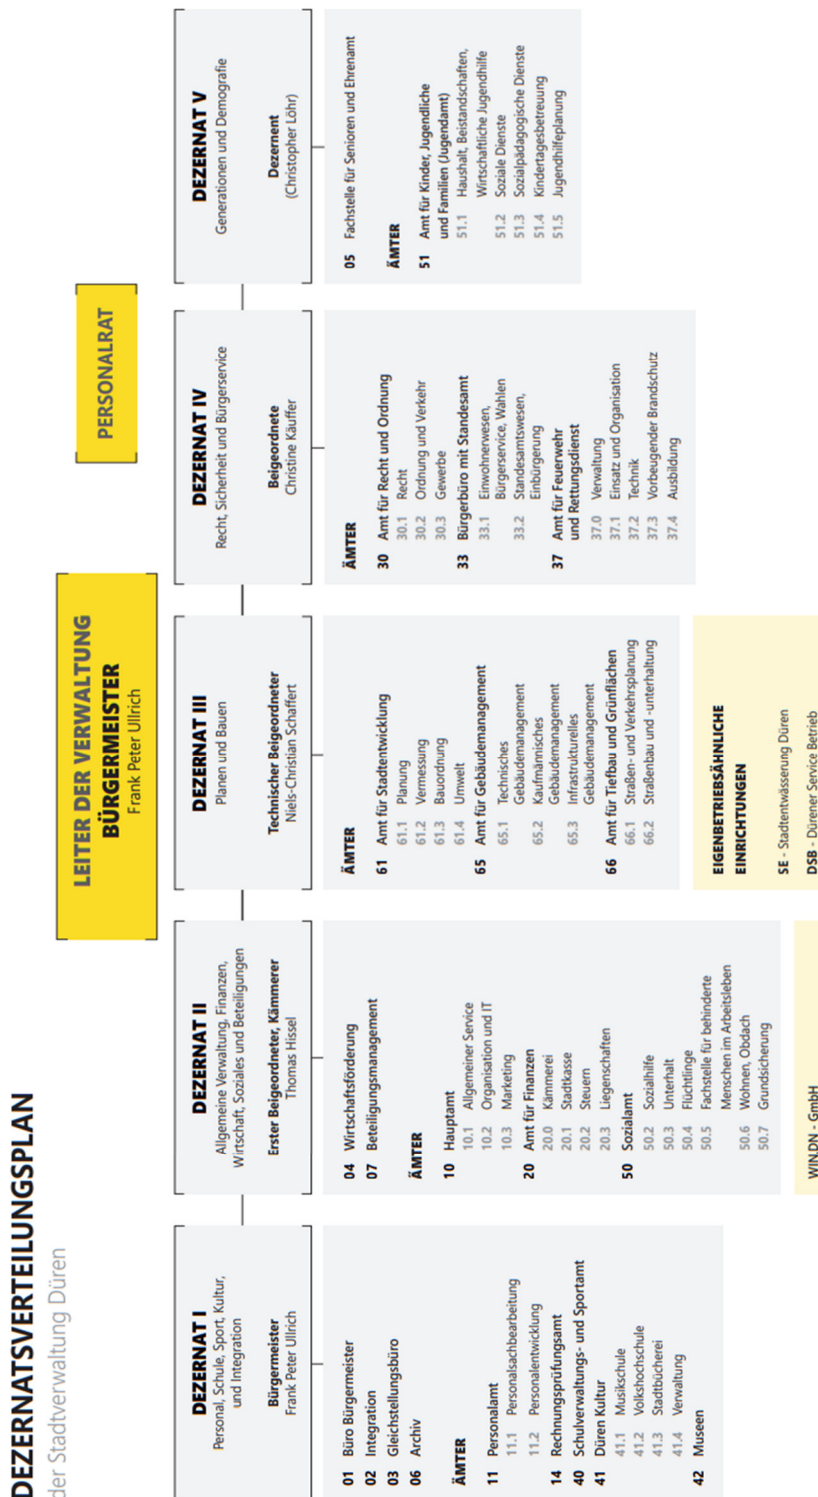 DEZERNATSVERTEILUNGSPLAN
der Stadtverwaltung Düren
LEITER DER VERWALTUNG
BÜRGERMEISTER
Frank Peter Ullrich
PERSONALRAT
DEZERNAT I
Personal, Schule, Sport, Kultur,
und Integration
Bürgermeister
Frank Peter Ullrich
01 Büro Bürgermeister
02 Integration
03 Gleichstellungsbüro
06 Archiv
ÄMTER
11 Personalamt
11.1 Personalsachbearbeitung
11.2 Personalentwicklung
14 Rechnungsprüfungsamt
40 Schulverwaltungs- und Sportamt
41 Düren Kultur
41.1 Musikschule
41.2 Volkshochschule
41.3 Stadtbücherei
41.4 Verwaltung
42 Museen
DEZERNAT II
Allgemeine Verwaltung, Finanzen,
Wirtschaft, Soziales und Beteiligungen
Erster Beigeordneter, Kämmerer
Thomas Hissel
04 Wirtschaftsförderung
07 Beteiligungsmanagement
ÄMTER
10 Hauptamt
10.1 Allgemeiner Service
10.2 Organisation und IT
10.3 Marketing
20 Amt für Finanzen
20.0 Kämmerei
20.1 Stadtkasse
20.2 Steuern
20.3 Liegenschaften
50 Sozialamt
50.2 Sozialhilfe
50.3 Unterhalt
50.4 Flüchtlinge
50.5 Fachstelle für behinderte
Menschen im Arbeitsleben
50.6 Wohnen, Obdach
50.7 Grundsicherung
WIN.DN - GmbH
DEZERNAT III
Planen und Bauen
Technischer Beigeordneter
Niels-Christian Schaffert
ÄMTER
61 Amt für Stadtentwicklung
61.1 Planung
61.2 Vermessung
61.3 Bauordnung
61.4 Umwelt
65 Amt für Gebäudemanagement
65.1 Technisches
Gebäudemanagement
65.2 Kaufmännisches
Gebäudemanagement
65.3 Infrastrukturelles
Gebäudemanagement
66 Amt für Tiefbau und Grünflächen
66.1 Straßen- und Verkehrsplanung
66.2 Straßenbau und -unterhaltung
EIGENBETRIEBSÄHNLICHE
EINRICHTUNGEN
SE - Stadtentwässerung Düren
DSB - Dürener Service Betrieb
DEZERNAT IV
Recht, Sicherheit und Bürgerservice
Beigeordnete
Christine Käuffer
ÄMTER
30 Amt für Recht und Ordnung
30.1 Recht
30.2 Ordnung und Verkehr
30.3 Gewerbe
33 Bürgerbüro mit Standesamt
33.1 Einwohnerwesen,
Bürgerservice, Wahlen
33.2 Standesamtswesen,
Einbürgerung
37 Amt für Feuerwehr
und Rettungsdienst
37.0 Verwaltung
37.1 Einsatz und Organisation
37.2 Technik
37.3 Vorbeugender Brandschutz
37.4 Ausbildung
DEZERNAT V
Generationen und Demografie
Dezernent
(Christopher Löhr)
05 Fachstelle für Senioren und Ehrenamt
ÄMTER
51 Amt für Kinder, Jugendliche
und Familien (Jugendamt)
51.1 Haushalt, Beistandschaften,
Wirtschaftliche Jugendhilfe
51.2 Soziale Dienste
51.3 Sozialpädagogische Dienste
51.4 Kindertagesbetreuung
51.5 Jugendhilfeplanung